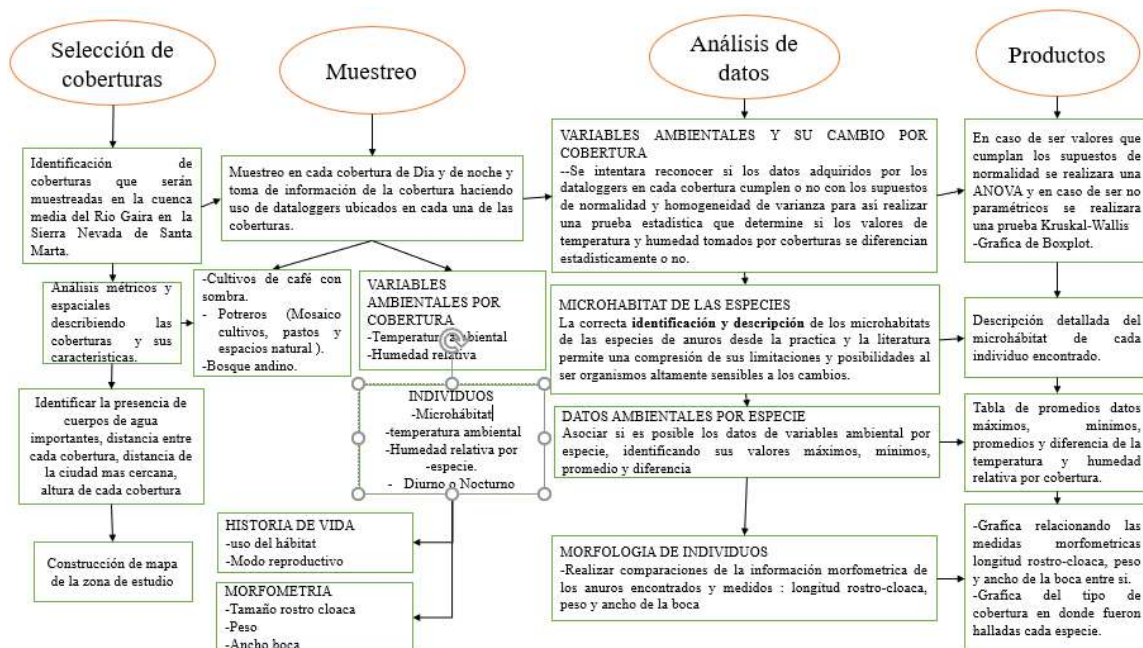 Selección de
coberturas
Muestreo
Análisis de
datos
Productos
Identificación de
coberturas que serán
muestreadas en la cuenca
media del Rio Gaira en la
Sierra Nevada de Santa
Marta.
Análisis métricos y
espaciales
describiendo las
coberturas y sus
características.
Identificar la presencia de
cuerpos de agua
importantes, distancia entre
cada cobertura, distancia de
la ciudad mas cercana,
altura de cada cobertura
Construcción de mapa
de la zona de estudio
Muestreo en cada cobertura de Día y de noche y
toma de información de la cobertura haciendo
uso de dataloggers ubicados en cada una de las
coberturas.
-Cultivos de café con
sombra.
- Potreros (Mosaico
cultivos, pastos y
espacios natural ).
-Bosque andino.
VARIABLES
AMBIENTALES POR
COBERTURA
-Temperatura ambiental
-Humedad relativa
INDIVIDUOS
-Microhábitat
-temperatura ambiental
-Humedad relativa por
-especie.
- Diurno o Nocturno
HISTORIA DE VIDA
-uso del hábitat
-Modo reproductivo
MORFOMETRIA
-Tamaño rostro cloaca
-Peso
-Ancho boca
VARIABLES AMBIENTALES Y SU CAMBIO POR
COBERTURA
--Se intentara reconocer si los datos adquiridos por los
dataloggers en cada cobertura cumplen o no con los supuestos
de normalidad y homogeneidad de varianza para así realizar
una prueba estadística que determine si los valores de
temperatura y humedad tomados por coberturas se diferencian
estadísticamente o no.
MICROHABITAT DE LAS ESPECIES
La correcta identificación y descripción de los microhabitats
de las especies de anuros desde la practica y la literatura
permite una compresión de sus limitaciones y posibilidades al
ser organismos altamente sensibles a los cambios.
DATOS AMBIENTALES POR ESPECIE
Asociar si es posible los datos de variables ambiental por
especie, identificando sus valores máximos, mínimos,
promedio y diferencia
MORFOLOGIA DE INDIVIDUOS
-Realizar comparaciones de la información morfometrica de
los anuros encontrados y medidos : longitud rostro-cloaca,
peso y ancho de la boca
En caso de ser valores que
cumplan los supuestos de
normalidad se realizara una
ANOVA y en caso de ser no
paramétricos se realizara
una prueba Kruskal-Wallis
-Grafica de Boxplot.
Descripción detallada del
microhábitat de cada
individuo encontrado.
Tabla de promedios datos
máximos, minimos,
promedios y diferencia de la
temperatura y humedad
relativa por cobertura.
-Grafica relacionando las
medidas morfometricas
longitud rostro-cloaca, peso
y ancho de la boca entre si.
-Grafica del tipo de
cobertura en donde fueron
halladas cada especie.